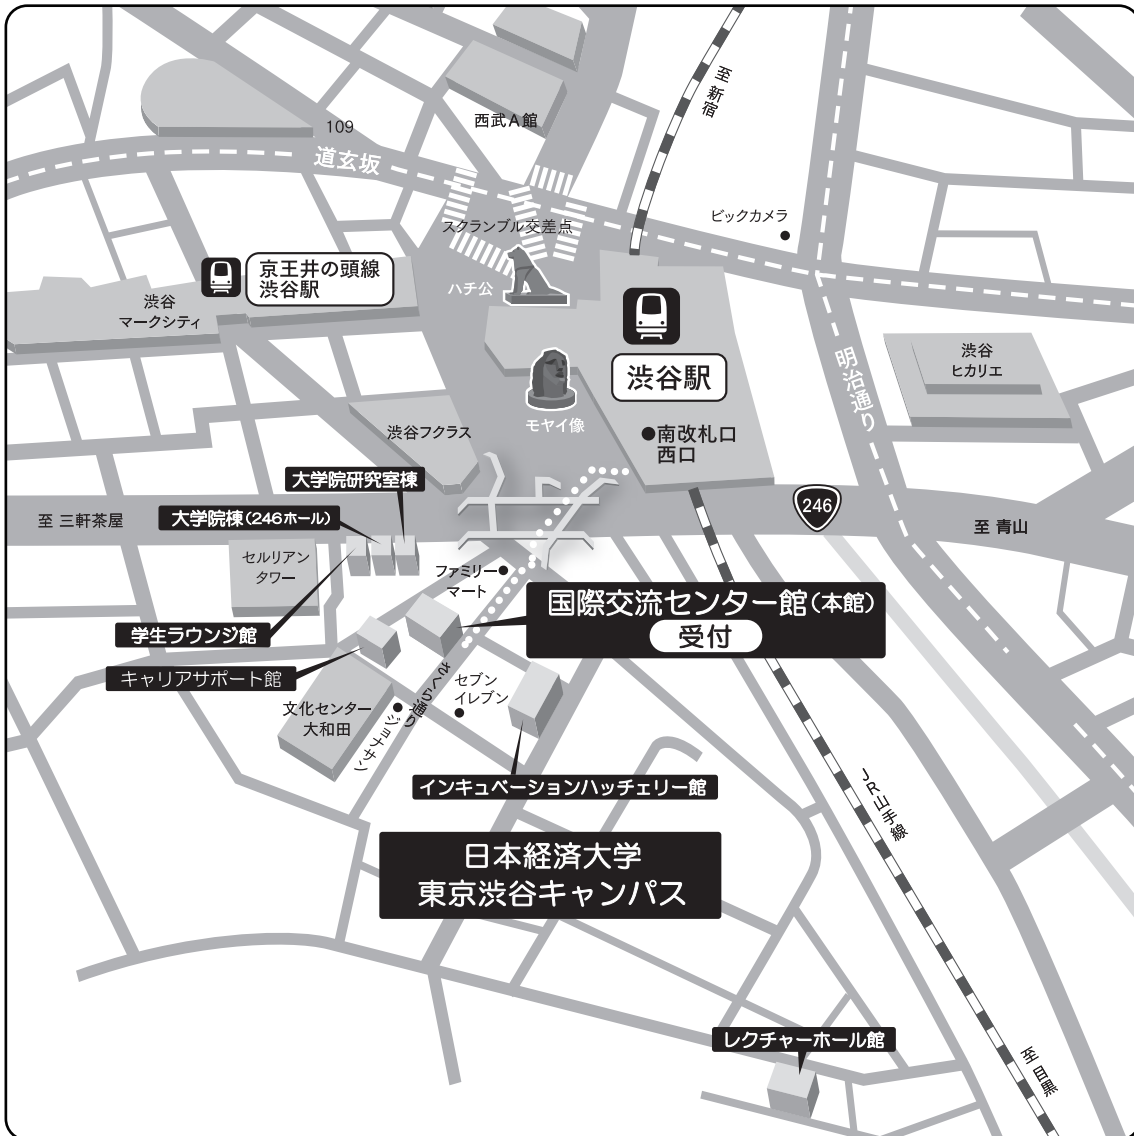 至 新宿
西武A館
109
道玄坂
ビックカメラ
スクランブル交差点
京王井の頭線
渋谷駅
ハチ公
渋谷
マークシティ
渋谷駅
明治通り
渋谷
ヒカリエ
モヤイ像
渋谷フクラス
●南改札口
西口
大学院研究室棟
大学院棟(246ホール)
至 三軒茶屋
246
至 青山
セルリアン
タワー
ファミリー
マート
国際交流センター館(本館)
受付
学生ラウンジ館
キャリアサポート館
さくら通り
セブン
イレブン
文化センター
大和田
ジョナサン
インキュベーションハッチェリー館
JR山手線
日本経済大学
東京渋谷キャンパス
レクチャーホール館
至 目黒